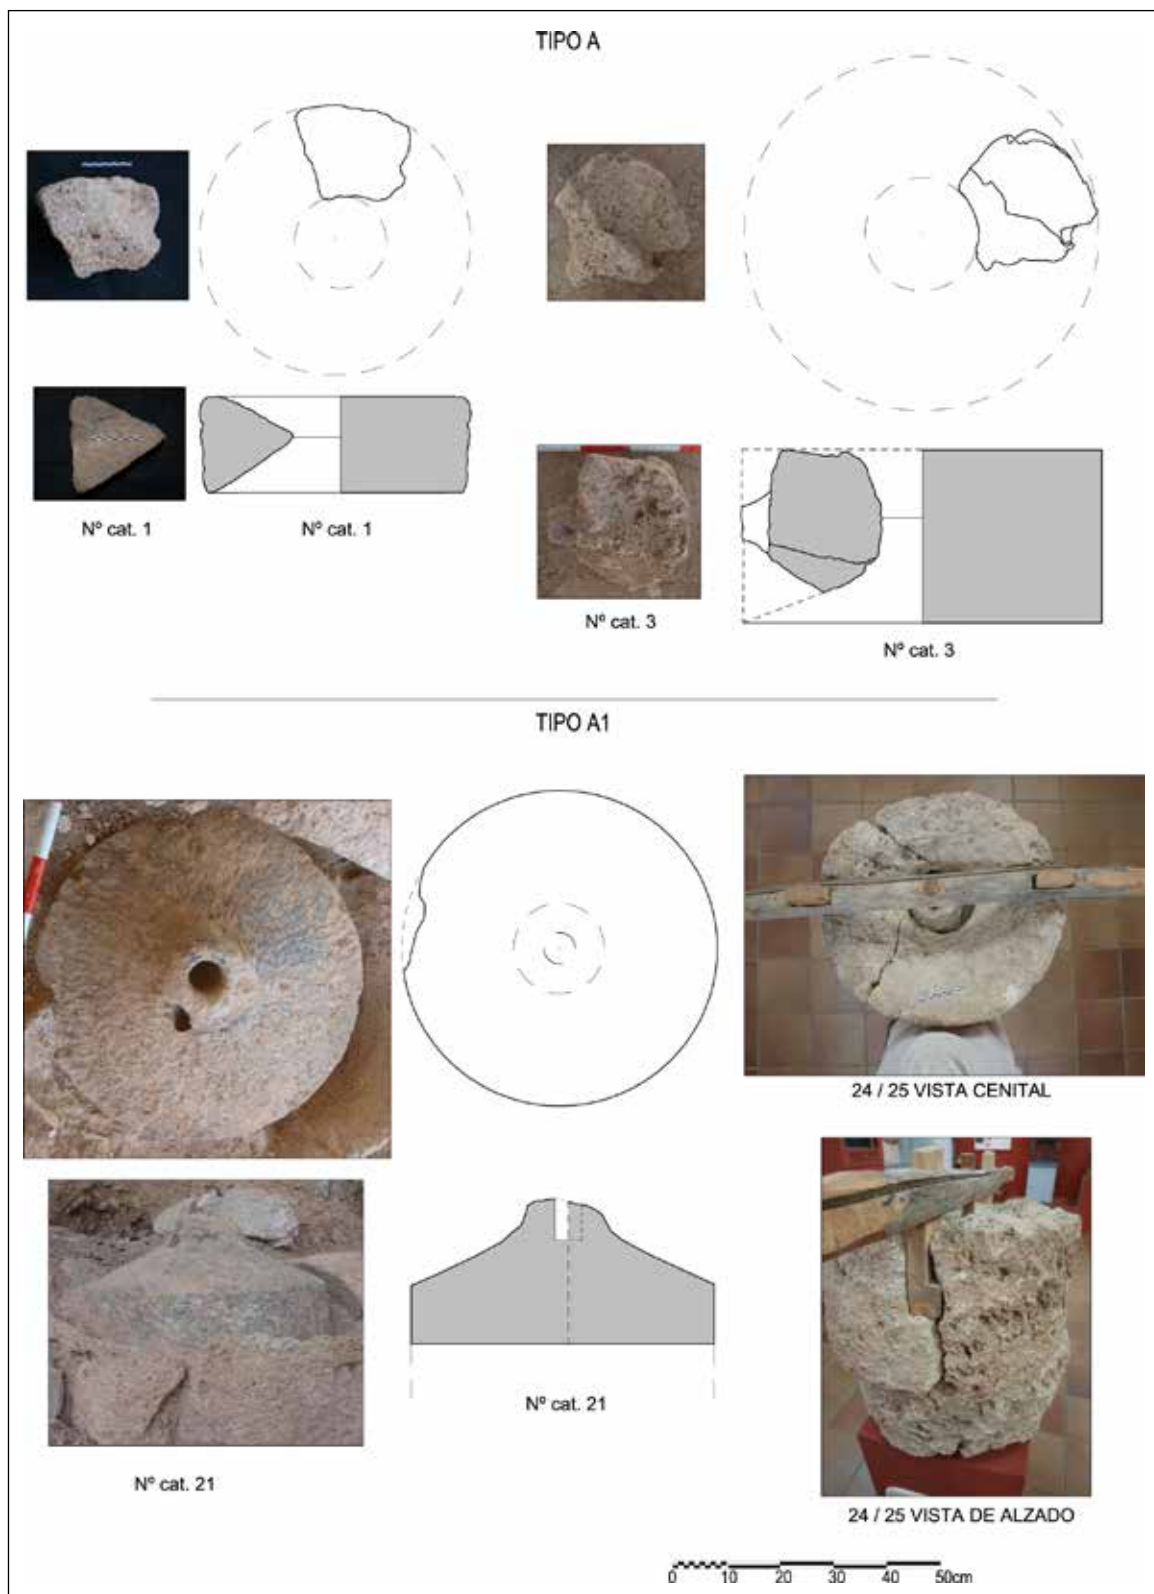 TIPO A
Nº cat. 1
Nº cat. 1
Nº cat. 3
Nº cat. 3
TIPO A1
24 / 25 VISTA CENITAL
Nº cat. 21
Nº cat. 21
24 / 25 VISTA DE ALZADO
0 10 20 30 40 50cm